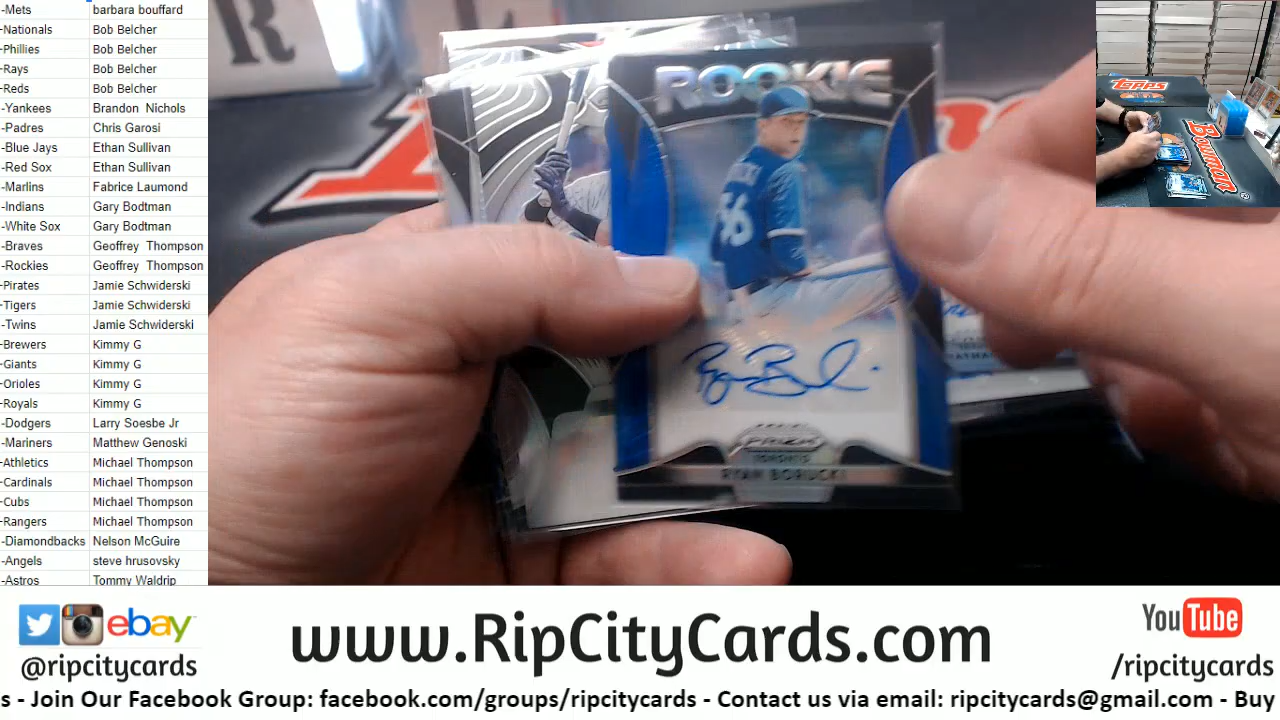 -Mets barbara bouffard
-Nationals Bob Belcher
-Phillies Bob Belcher
-Rays Bob Belcher
-Reds Bob Belcher
-Yankees Brandon Nichols
-Padres Chris Garosi
-Blue Jays Ethan Sullivan
-Red Sox Ethan Sullivan
-Marlins Fabrice Laumond
-Indians Gary Bodtman
-White Sox Gary Bodtman
-Braves Geoffrey Thompson
-Rockies Geoffrey Thompson
-Pirates Jamie Schwiderski
-Tigers Jamie Schwiderski
-Twins Jamie Schwiderski
-Brewers Kimmy G
-Giants Kimmy G
-Orioles Kimmy G
-Royals Kimmy G
-Dodgers Larry Soesbe Jr
-Mariners Matthew Genoski
-Athletics Michael Thompson
-Cardinals Michael Thompson
-Cubs Michael Thompson
-Rangers Michael Thompson
-Diamondbacks Nelson McGuire
-Angels steve hrusovsky
-Astros Tommy Waldrip
R
ROOKIE
56
PRIZM
TORONTO
RYAN BORUCKI
Topps
Bowman
ebay
@ripcitycards
www.RipCityCards.com
YouTube
/ripcitycards
s - Join Our Facebook Group: facebook.com/groups/ripcitycards - Contact us via email: ripcitycards@gmail.com - Buy